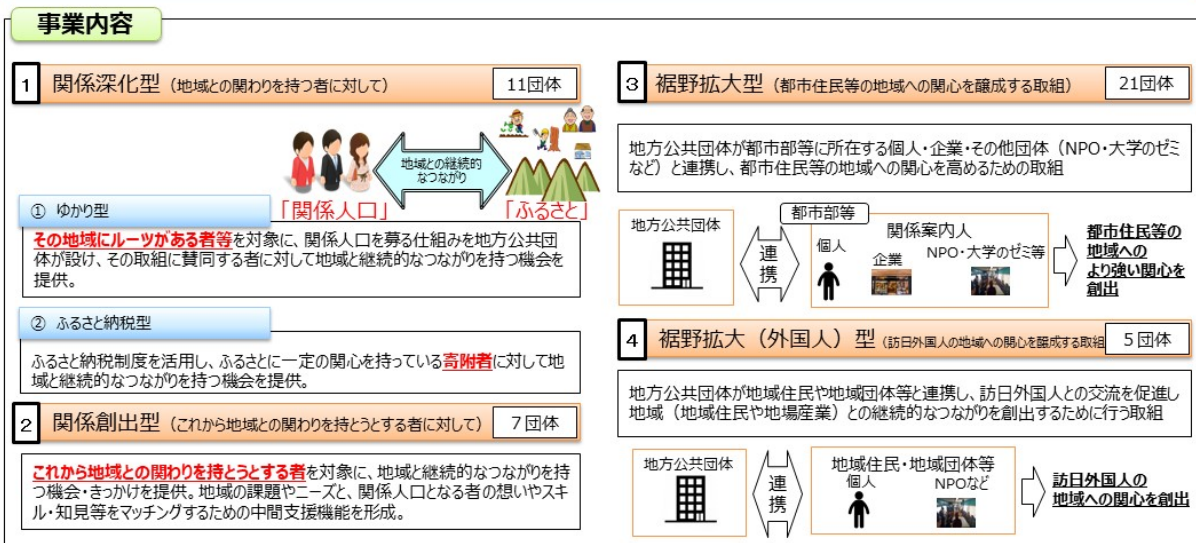 事業内容
1 関係深化型（地域との関わりを持つ者に対して） 11団体
地域との継続的
なつながり
「関係人口」 「ふるさと」
① ゆかり型
その地域にルーツがある者等を対象に、関係人口を募る仕組みを地方公共団
体が設け、その取組に賛同する者に対して地域と継続的なつながりを持つ機会を
提供。
② ふるさと納税型
ふるさと納税制度を活用し、ふるさとに一定の関心を持っている寄附者に対して地
域と継続的なつながりを持つ機会を提供。
2 関係創出型（これから地域との関わりを持とうとする者に対して） 7団体
これから地域との関わりを持とうとする者を対象に、地域と継続的なつながりを持
つ機会・きっかけを提供。地域の課題やニーズと、関係人口となる者の想いやスキ
ル・知見等をマッチングするための中間支援機能を形成。
3 裾野拡大型（都市住民等の地域への関心を醸成する取組） 21団体
地方公共団体が都市部等に所在する個人・企業・その他団体（NPO・大学のゼミ
など）と連携し、都市住民等の地域への関心を高めるための取組
地方公共団体
連携
都市部等
関係案内人
個人
企業
NPO・大学のゼミ等
都市住民等の
地域への
より強い関心を
創出
4 裾野拡大（外国人）型（訪日外国人の地域への関心を醸成する取組 5団体
地方公共団体が地域住民や地域団体等と連携し、訪日外国人との交流を促進し
地域（地域住民や地場産業）との継続的なつながりを創出するために行う取組
地方公共団体
連携
地域住民・地域団体等
個人
NPOなど
訪日外国人の
地域への関心を創出